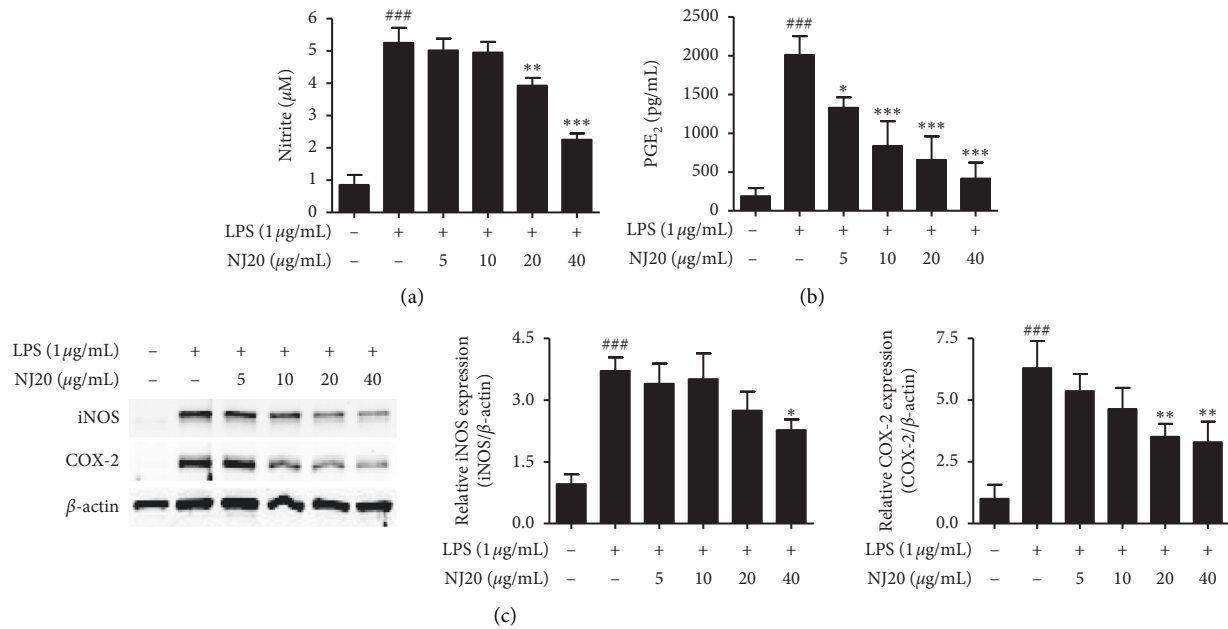 Nitrite (μM)
6
5
4
3
2
1
0
###
**
***
LPS (1 μg/mL) – + + + + +
NJ20 (μg/mL) – – 5 10 20 40
(a)
PGE2 (pg/mL)
2500
2000
1500
1000
500
0
###
*
***
***
***
LPS (1 μg/mL) – + + + + +
NJ20 (μg/mL) – – 5 10 20 40
(b)
LPS (1 μg/mL) – + + + + +
NJ20 (μg/mL) – – 5 10 20 40
iNOS
COX-2
β-actin
Relative iNOS expression
(iNOS/β-actin)
4.5
3.0
1.5
0.0
###
*
LPS (1 μg/mL) – + + + + +
NJ20 (μg/mL) – – 5 10 20 40
Relative COX-2 expression
(COX-2/β-actin)
7.5
5.0
2.5
0.0
###
**
**
LPS (1 μg/mL) – + + + + +
NJ20 (μg/mL) – – 5 10 20 40
(c)